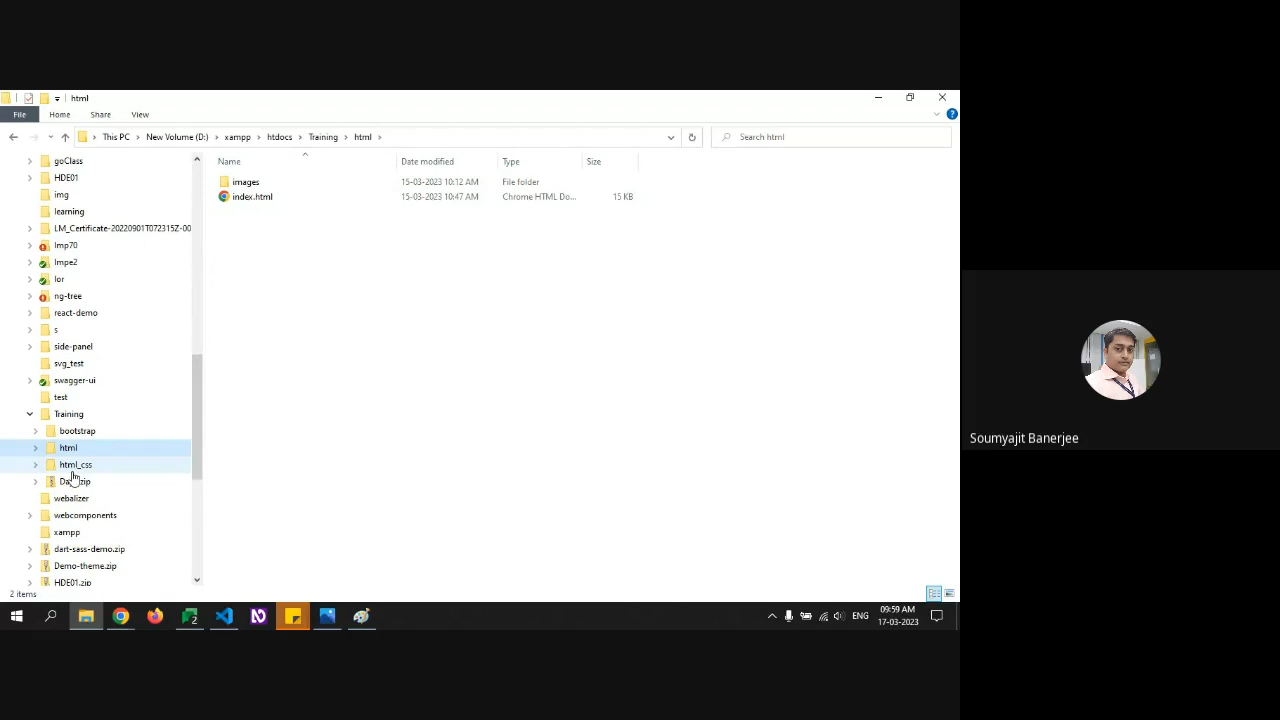 html
File Home Share View
This PC New Volume (D:) xampp htdocs Training html
Search html
Name Date modified Type Size
images 15-03-2023 10:12 AM File folder
index.html 15-03-2023 10:47 AM Chrome HTML Do... 15 KB
goClass
HDE01
img
learning
LM_Certificate-20220901T072315Z-00
lmp70
lmpe2
lor
ng-tree
react-demo
s
side-panel
svg_test
swagger-ui
test
Training
bootstrap
html
html_css
webalizer
webcomponents
xampp
dart-sass-demo.zip
Demo-theme.zip
HDE01.zip
2 items
ENG
09:59 AM
17-03-2023
Soumyajit Banerjee